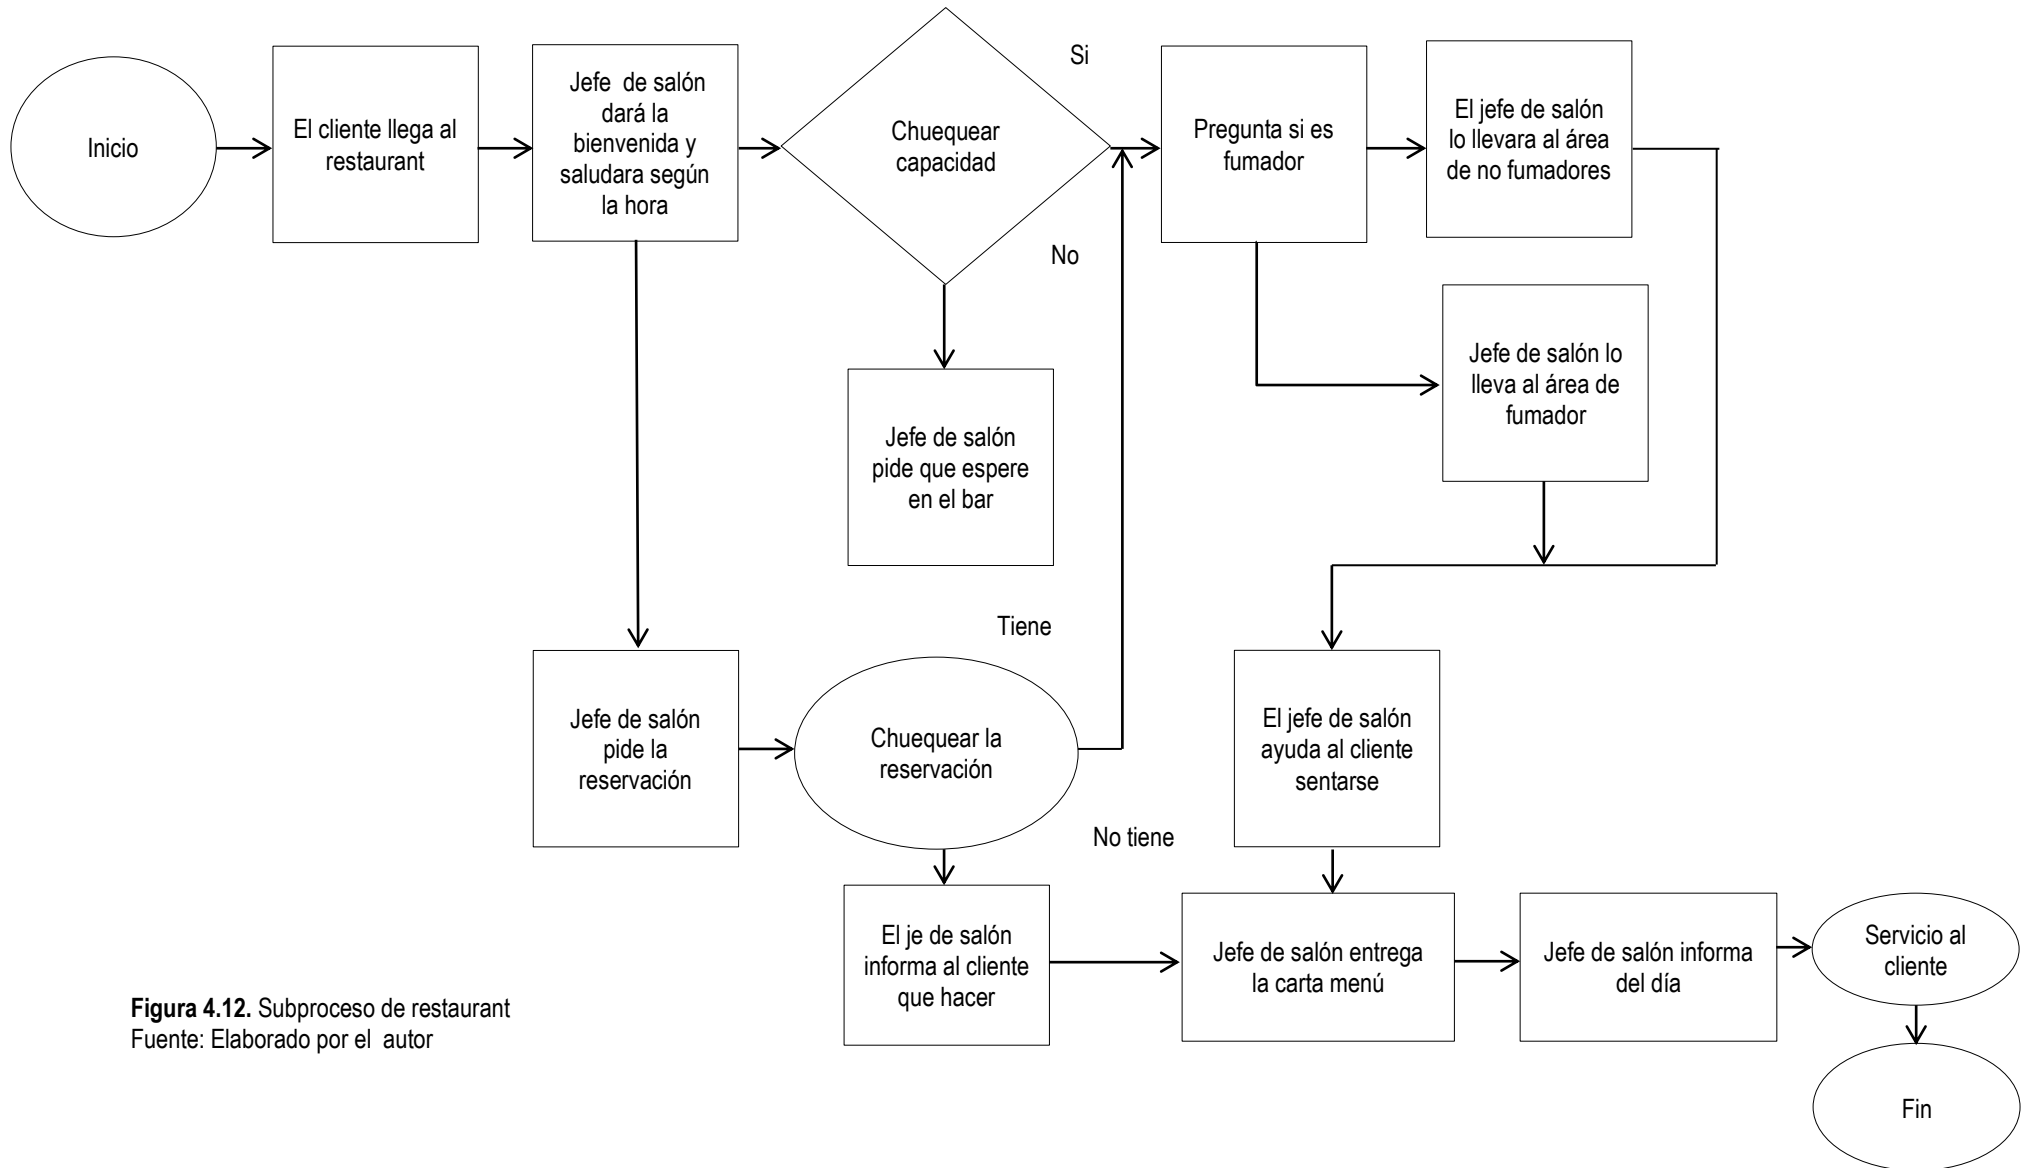 Inicio
El cliente llega al
restaurant
Jefe  de salón
dará la
bienvenida y
saludara según
la hora
Chuequear
capacidad
Si
No
Pregunta si es
fumador
El jefe de salón
lo llevara al área
de no fumadores
Jefe de salón lo
lleva al área de
fumador
Jefe de salón
pide que espere
en el bar
Tiene
Jefe de salón
pide la
reservación
Chuequear la
reservación
El jefe de salón
ayuda al cliente
sentarse
No tiene
El je de salón
informa al cliente
que hacer
Jefe de salón entrega
la carta menú
Jefe de salón informa
del día
Servicio al
cliente
Fin
Figura 4.12. Subproceso de restaurant
Fuente: Elaborado por el  autor